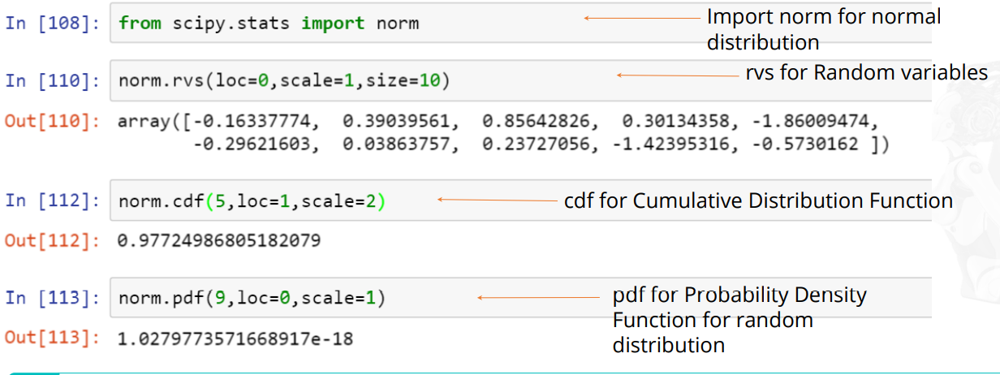 In [108]: from scipy.stats import norm
Import norm for normal
distribution
In [110]: norm.rvs(loc=0,scale=1,size=10)
rvs for Random variables
Out[110]: array([-0.16337774,  0.39039561,  0.85642826,  0.30134358, -1.86009474,
-0.29621603,  0.03863757,  0.23727056, -1.42395316, -0.5730162 ])
In [112]: norm.cdf(5,loc=1,scale=2)
cdf for Cumulative Distribution Function
Out[112]: 0.97724986805182079
In [113]: norm.pdf(9,loc=0,scale=1)
pdf for Probability Density
Function for random
distribution
Out[113]: 1.0279773571668917e-18